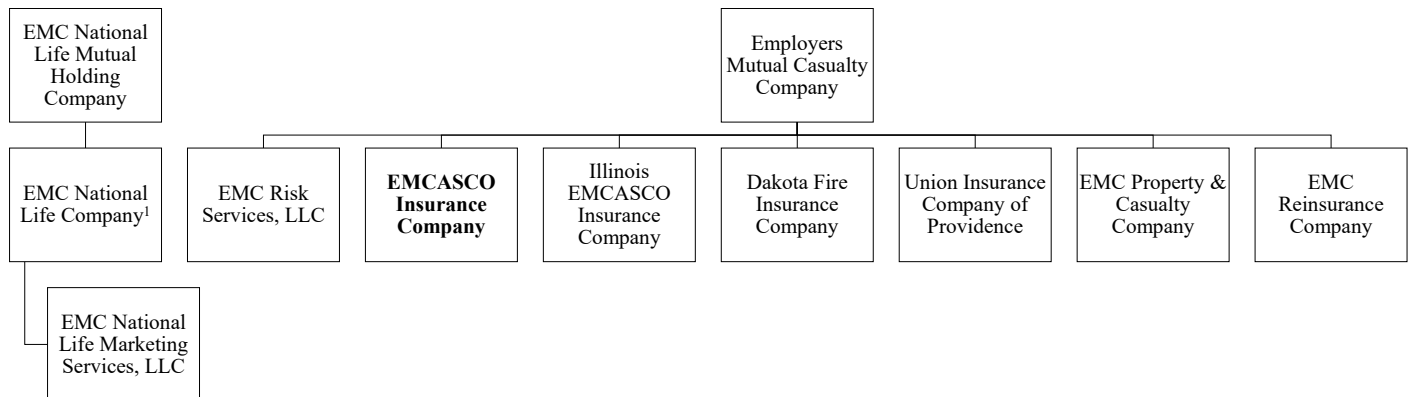 EMC National
Life Mutual
Holding
Company
Employers
Mutual Casualty
Company
EMC National
Life Company¹
EMC Risk
Services, LLC
EMCASCO
Insurance
Company
Illinois
EMCASCO
Insurance
Company
Dakota Fire
Insurance
Company
Union Insurance
Company of
Providence
EMC Property &
Casualty
Company
EMC
Reinsurance
Company
EMC National
Life Marketing
Services, LLC